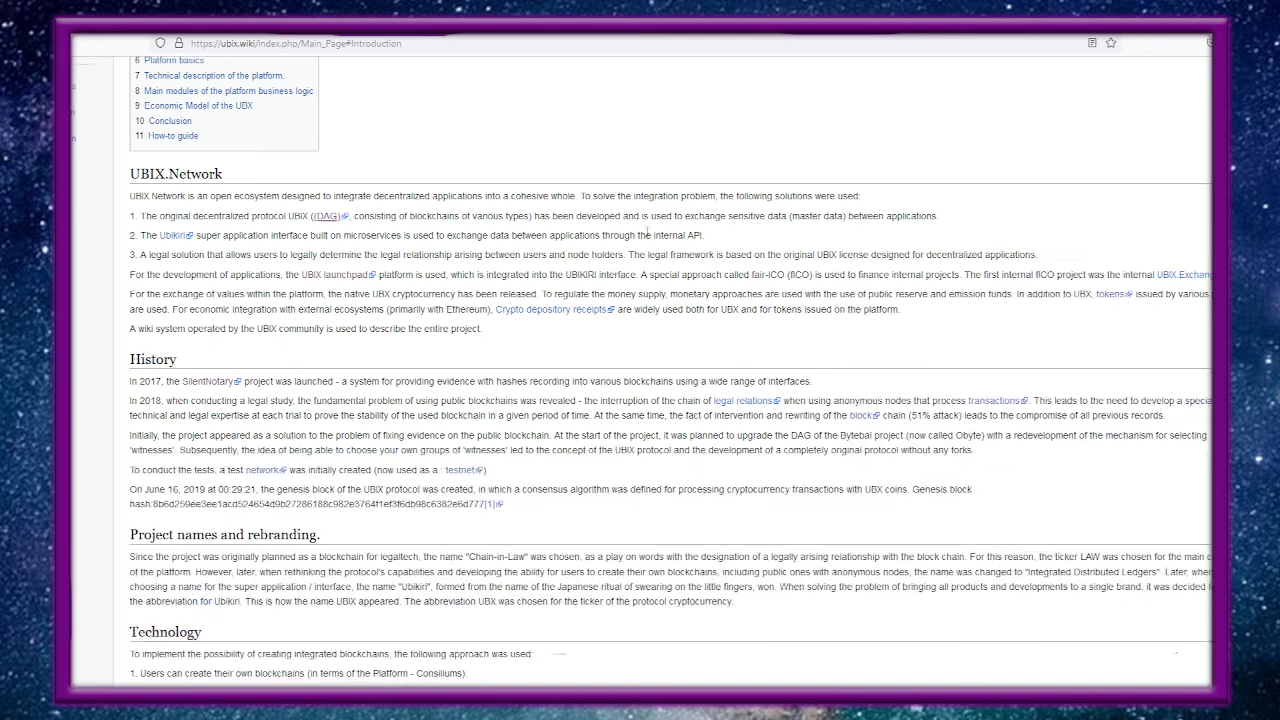 https://ubix.wiki/index.php/Main_Page#Introduction
6 Platform basics
7 Technical description of the platform.
8 Main modules of the platform business logic
9 Economic Model of the UBX
10 Conclusion
11 How-to guide
UBIX.Network
UBIX.Network is an open ecosystem designed to integrate decentralized applications into a cohesive whole. To solve the integration problem, the following solutions were used:
1. The original decentralized protocol UBIX ((DAG), consisting of blockchains of various types) has been developed and is used to exchange sensitive data (master data) between applications.
2. The Ubikiri super application interface built on microservices is used to exchange data between applications through the internal API.
3. A legal solution that allows users to legally determine the legal relationship arising between users and node holders. The legal framework is based on the original UBIX license designed for decentralized applications.
For the development of applications, the UBIX launchpad platform is used, which is integrated into the UBIKIRI interface. A special approach called fair-ICO (fICO) is used to finance internal projects. The first internal fICO project was the internal UBIX.Exchan
For the exchange of values within the platform, the native UBX cryptocurrency has been released. To regulate the money supply, monetary approaches are used with the use of public reserve and emission funds. In addition to UBX, tokens issued by various
are used. For economic integration with external ecosystems (primarily with Ethereum), Crypto depository receipts are widely used both for UBX and for tokens issued on the platform.
A wiki system operated by the UBIX community is used to describe the entire project.
History
In 2017, the SilentNotary project was launched - a system for providing evidence with hashes recording into various blockchains using a wide range of interfaces.
In 2018, when conducting a legal study, the fundamental problem of using public blockchains was revealed - the interruption of the chain of legal relations when using anonymous nodes that process transactions. This leads to the need to develop a specia
technical and legal expertise at each trial to prove the stability of the used blockchain in a given period of time. At the same time, the fact of intervention and rewriting of the block chain (51% attack) leads to the compromise of all previous records.
Initially, the project appeared as a solution to the problem of fixing evidence on the public blockchain. At the start of the project, it was planned to upgrade the DAG of the Bytebal project (now called Obyte) with a redevelopment of the mechanism for selecting
'witnesses'. Subsequently, the idea of being able to choose your own groups of 'witnesses' led to the concept of the UBIX protocol and the development of a completely original protocol without any forks.
To conduct the tests, a test network was initially created (now used as a testnet)
On June 16, 2019 at 00:29:21, the genesis block of the UBIX protocol was created, in which a consensus algorithm was defined for processing cryptocurrency transactions with UBX coins. Genesis block
hash:8b6d259ee3ee1acd524654d9b27286188c982e3764f1ef3f6db98c6382e6d777[1]
Project names and rebranding.
Since the project was originally planned as a blockchain for legaltech, the name "Chain-in-Law" was chosen, as a play on words with the designation of a legally arising relationship with the block chain. For this reason, the ticker LAW was chosen for the main c
of the platform. However, later, when rethinking the protocol's capabilities and developing the ability for users to create their own blockchains, including public ones with anonymous nodes, the name was changed to "Integrated Distributed Ledgers". Later, when
choosing a name for the super application / interface, the name "Ubikiri", formed from the name of the Japanese ritual of swearing on the little fingers, won. When solving the problem of bringing all products and developments to a single brand, it was decided t
the abbreviation for Ubikiri. This is how the name UBIX appeared. The abbreviation UBX was chosen for the ticker of the protocol cryptocurrency.
Technology
To implement the possibility of creating integrated blockchains, the following approach was used:
1. Users can create their own blockchains (in terms of the Platform - Consiliums).